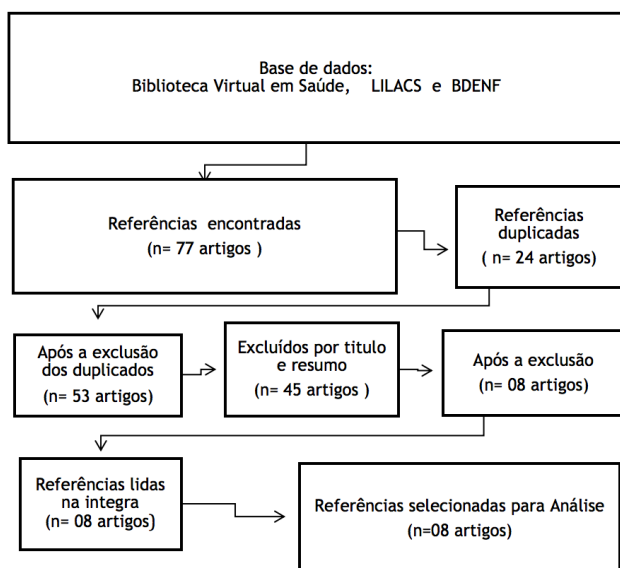 Base de dados:
Biblioteca Virtual em Saúde, LILACS e BDENF
Referências encontradas
(n= 77 artigos )
Referências
duplicadas
( n= 24 artigos)
Após a exclusão
dos duplicados
(n= 53 artigos)
Excluídos por titulo
e resumo
(n= 45 artigos )
Após a exclusão
(n= 08 artigos)
Referências lidas
na integra
(n= 08 artigos)
Referências selecionadas para Análise
(n=08 artigos)